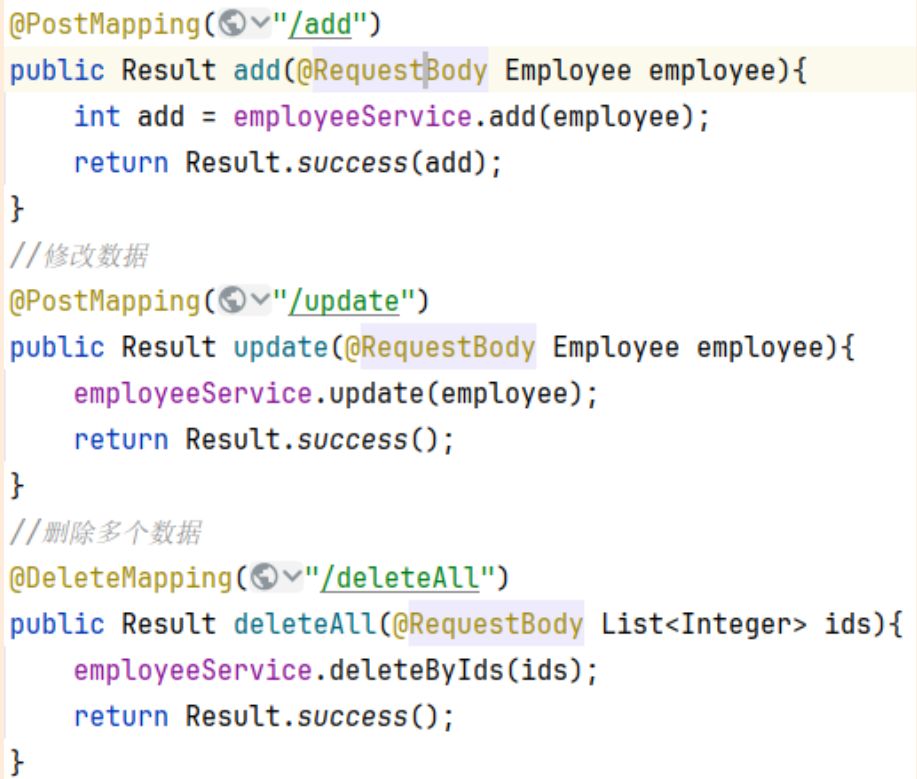 @PostMapping("/add")
public Result add(@RequestBody Employee employee){
    int add = employeeService.add(employee);
    return Result.success(add);
}
//修改数据
@PostMapping("/update")
public Result update(@RequestBody Employee employee){
    employeeService.update(employee);
    return Result.success();
}
//删除多个数据
@DeleteMapping("/deleteAll")
public Result deleteAll(@RequestBody List<Integer> ids){
    employeeService.deleteByIds(ids);
    return Result.success();
}